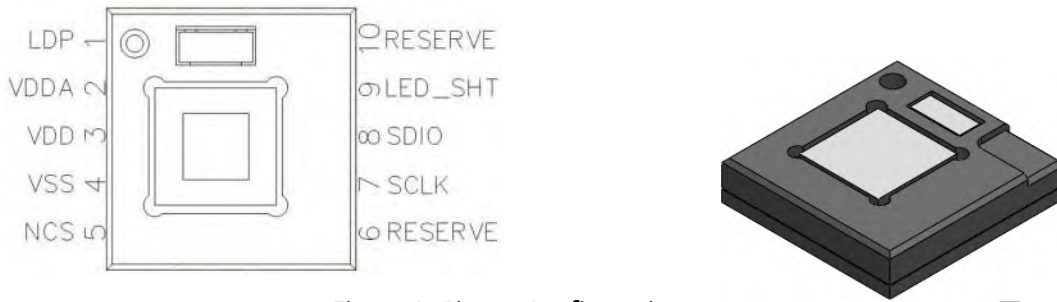 LDP 1
VDDA 2
VDD 3
VSS 4
NCS 5
10 RESERVE
9 LED_SHT
8 SDIO
7 SCLK
6 RESERVE